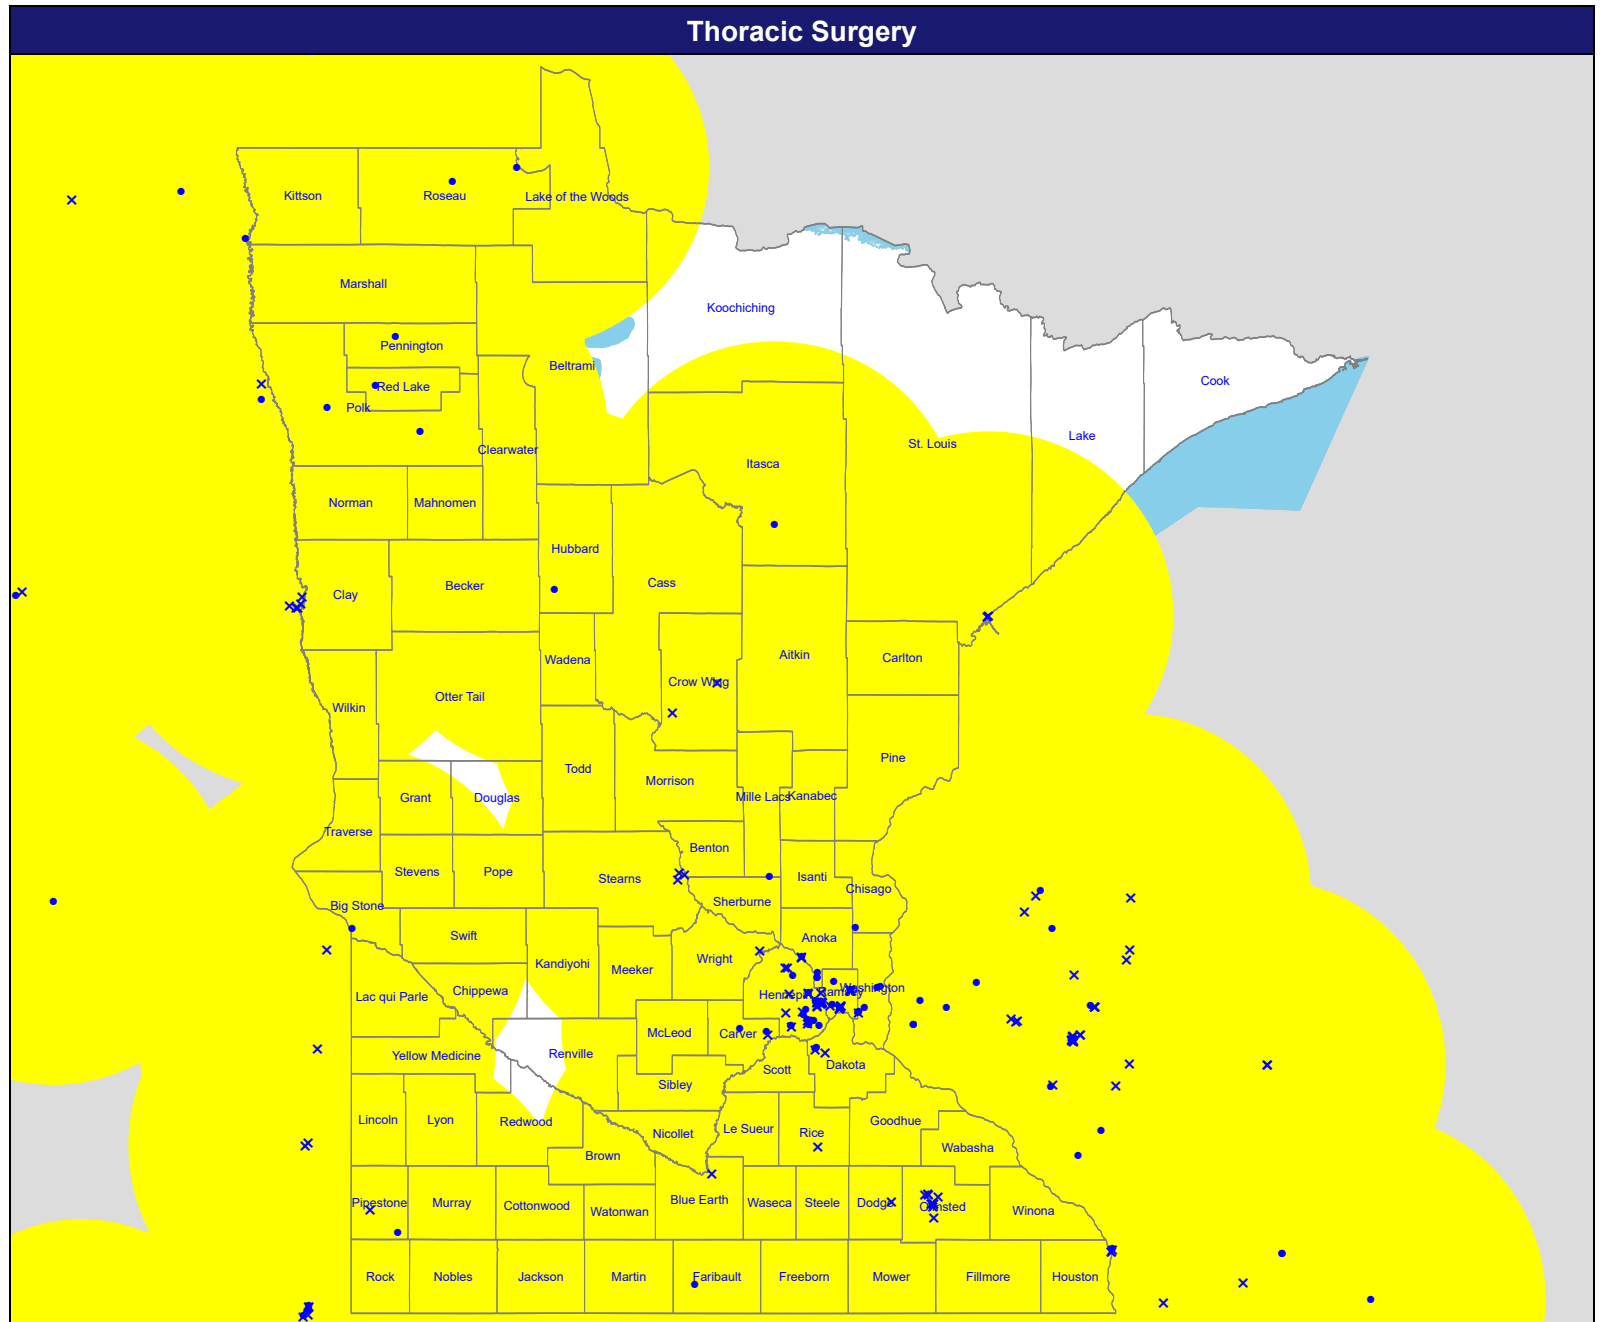 Thoracic Surgery
Kittson
Roseau
Lake of the Woods
Marshall
Koochiching
Pennington
Beltrami
Red Lake
Polk
Cook
Lake
St. Louis
Clearwater
Itasca
Norman
Mahnomen
Hubbard
Cass
Clay
Becker
Wadena
Aitkin
Carlton
Crow Wing
Otter Tail
Wilkin
Pine
Todd
Morrison
Grant
Douglas
Mille Lacs
Kanabec
Traverse
Benton
Stevens
Pope
Stearns
Isanti
Chisago
Sherburne
Big Stone
Swift
Anoka
Kandiyohi
Meeker
Wright
Lac qui Parle
Chippewa
Hennepin
Ramsey
Washington
McLeod
Carver
Yellow Medicine
Renville
Scott
Dakota
Sibley
Lincoln
Lyon
Redwood
Nicollet
Le Sueur
Rice
Goodhue
Wabasha
Brown
Pipestone
Murray
Cottonwood
Watonwan
Blue Earth
Waseca
Steele
Dodge
Olmsted
Winona
Rock
Nobles
Jackson
Martin
Faribault
Freeborn
Mower
Fillmore
Houston